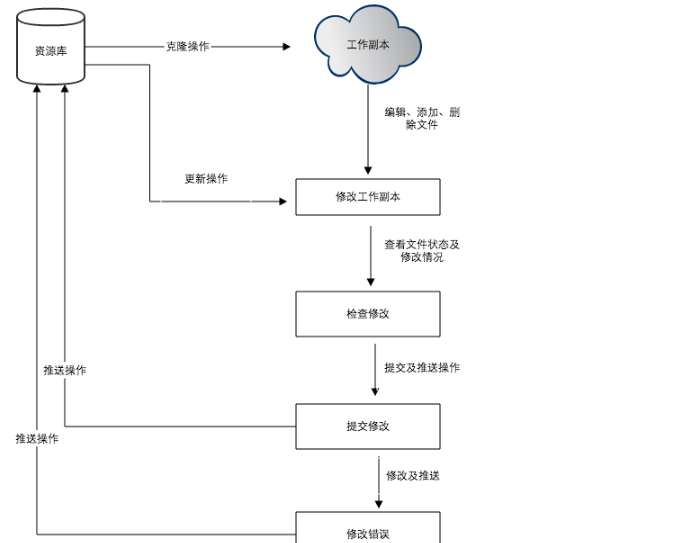 资源库
克隆操作
工作副本
编辑、添加、删
除文件
更新操作
修改工作副本
查看文件状态及
修改情况
检查修改
推送操作
提交及推送操作
提交修改
推送操作
修改及推送
修改错误